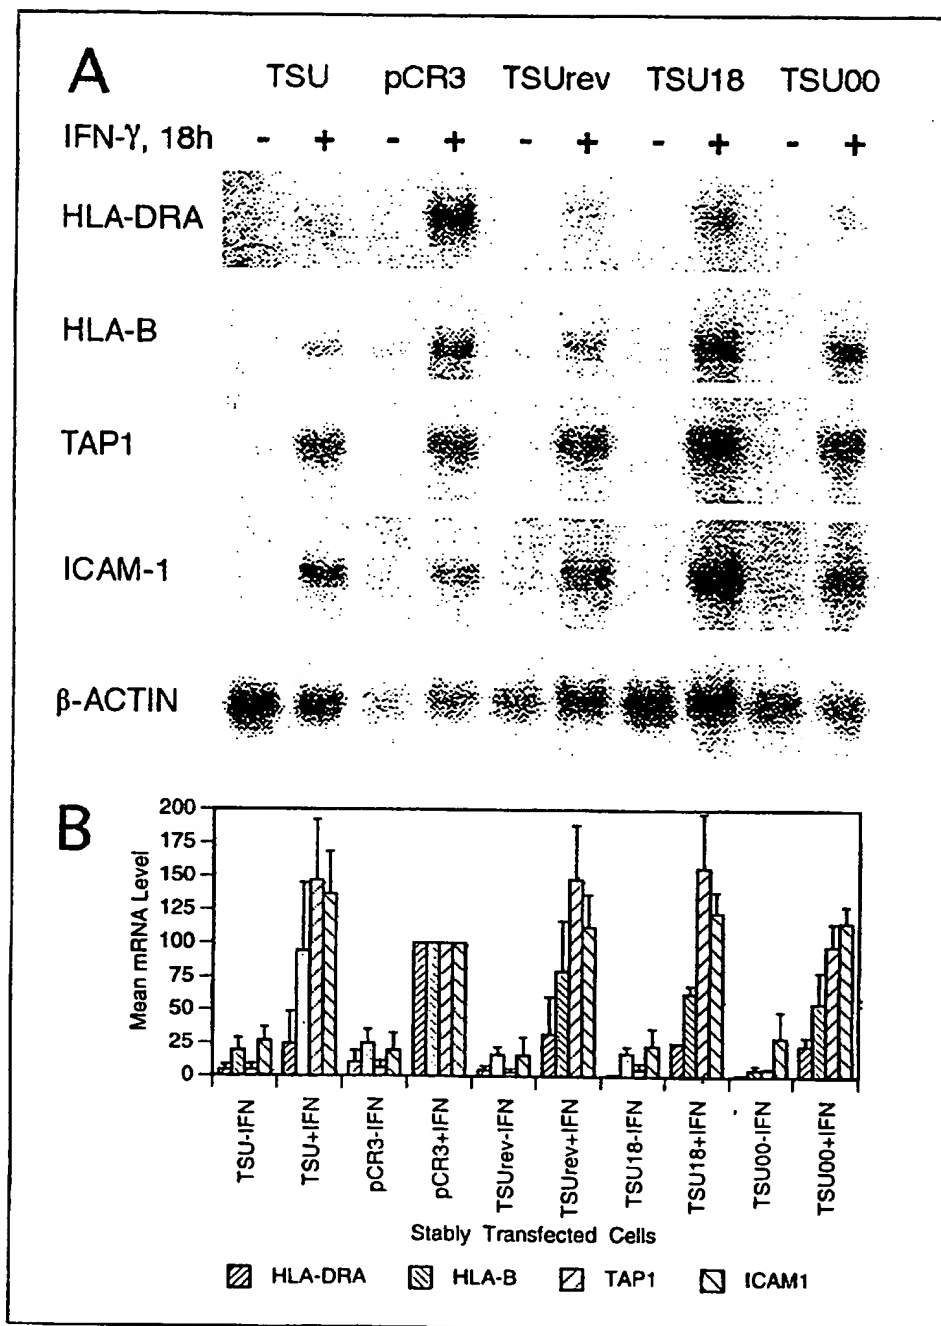 A
TSU pCR3 TSUrev TSU18 TSU00
IFN-γ, 18h - + - + - + - + - +
HLA-DRA
HLA-B
TAP1
ICAM-1
β-ACTIN
B
Mean mRNA Level
200
175
150
125
100
75
50
25
0
TSU-IFN
TSU+IFN
pCR3-IFN
pCR3+IFN
TSUrev-IFN
TSUrev+IFN
TSU18-IFN
TSU18+IFN
TSU00-IFN
TSU00+IFN
Stably Transfected Cells
HLA-DRA HLA-B TAP1 ICAM1